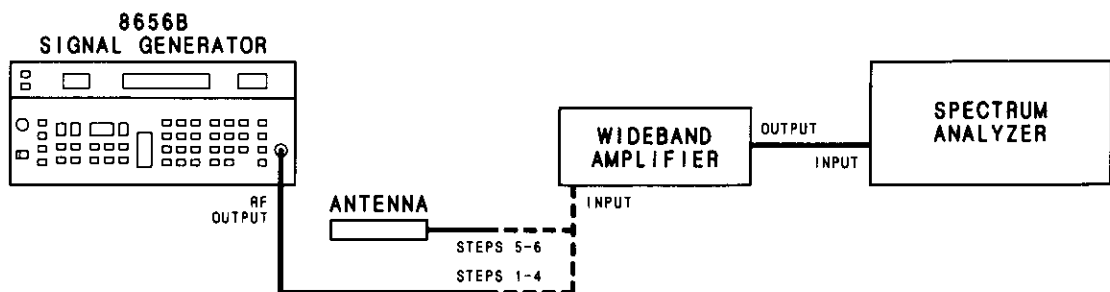 8656B
SIGNAL GENERATOR
RF
OUTPUT
ANTENNA
STEPS 5-6
STEPS 1-4
WIDEBAND
AMPLIFIER
INPUT
OUTPUT
INPUT
SPECTRUM
ANALYZER